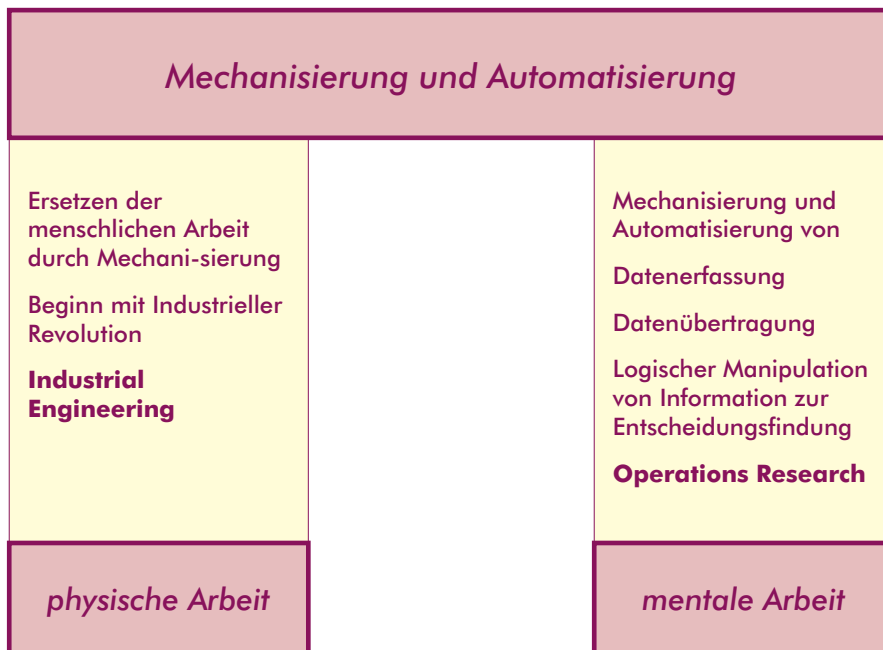 Mechanisierung und Automatisierung
Ersetzen der
menschlichen Arbeit
durch Mechani-sierung
Beginn mit Industrieller
Revolution
Industrial
Engineering
physische Arbeit
Mechanisierung und
Automatisierung von
Datenerfassung
Datenübertragung
Logischer Manipulation
von Information zur
Entscheidungsfindung
Operations Research
mentale Arbeit